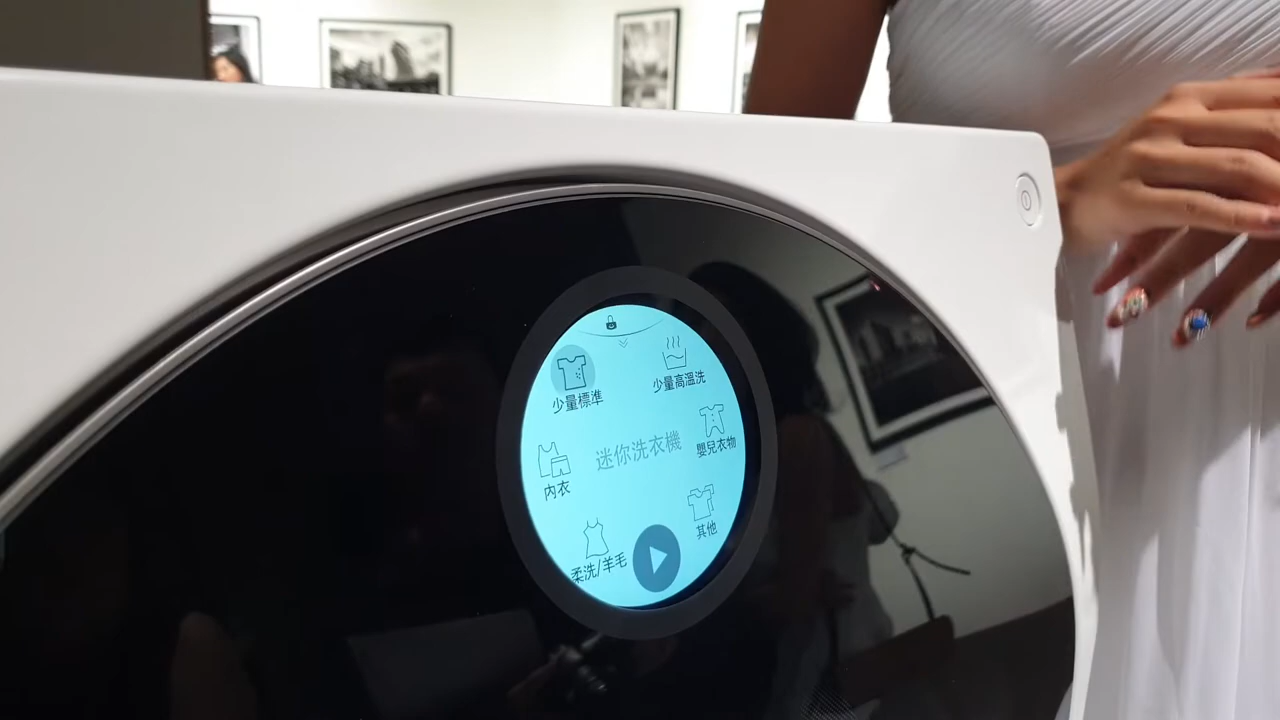 少量標準
少量高溫洗
內衣
迷你洗衣機
嬰兒衣物
柔洗/羊毛
其他